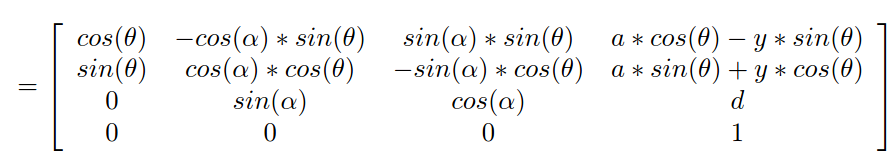 cos(θ) −cos(α) ∗ sin(θ) sin(α) ∗ sin(θ) a ∗ cos(θ) − y ∗ sin(θ)
sin(θ) cos(α) ∗ cos(θ) −sin(α) ∗ cos(θ) a ∗ sin(θ) + y ∗ cos(θ)
= 0 sin(α) cos(α) d
0 0 0 1